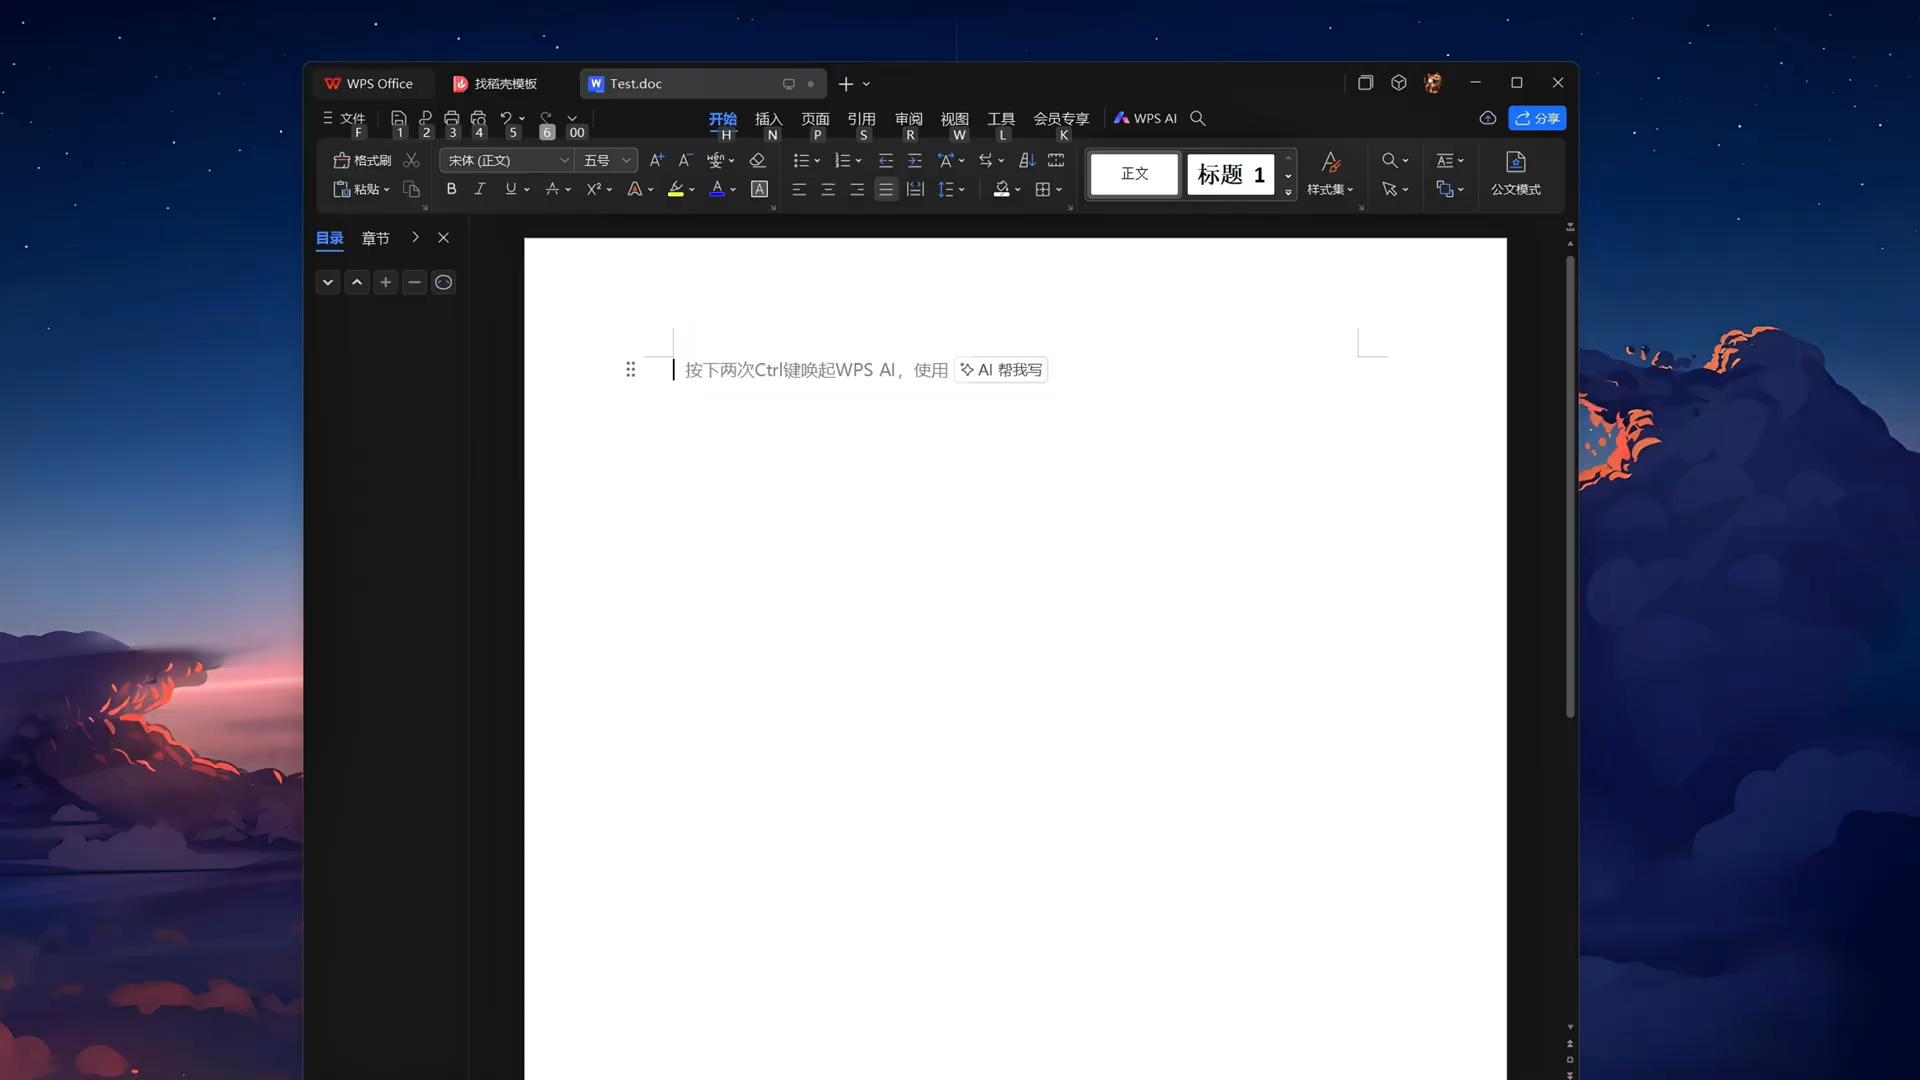 WPS Office 找稻壳模板 Test.doc
文件 开始 插入 页面 引用 审阅 视图 工具 会员专享 WPS AI 分享
F 1 2 3 4 5 6 00 H N P S R W L K
格式刷 宋体 (正文) 五号 正文 标题 1
粘贴 样式集 公文模式
目录 章节
按下两次Ctrl键唤起WPS AI，使用 AI 帮我写